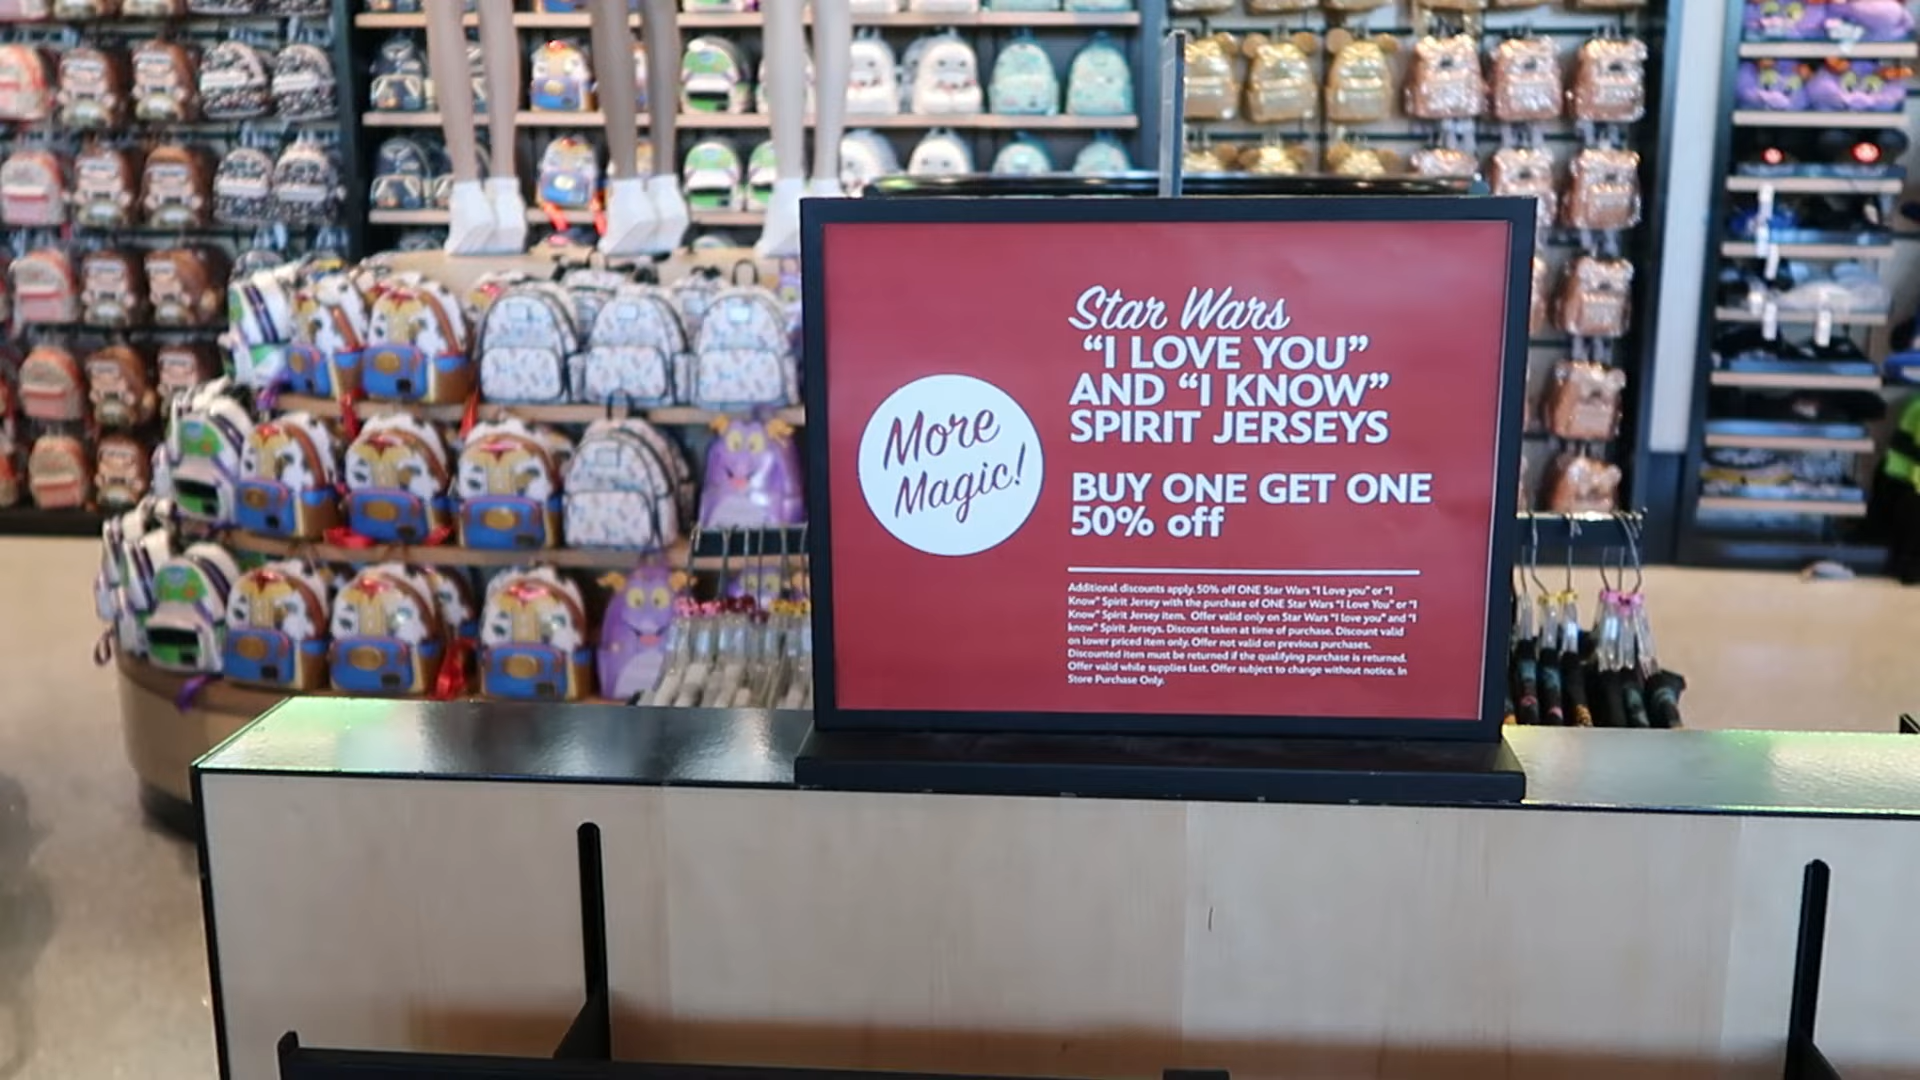 More
Magic!
Star Wars
“I LOVE YOU”
AND “I KNOW”
SPIRIT JERSEYS
BUY ONE GET ONE
50% off
Additional discounts apply. 50% off ONE Star Wars “I Love you” or “I
Know” Spirit Jersey with the purchase of ONE Star Wars “I Love You” or “I
Know” Spirit Jersey item. Offer valid only on Star Wars “I love you” and “I
know” Spirit Jerseys. Discount taken at time of purchase. Discount valid
on lower priced item only. Offer not valid on previous purchases.
Discounted item must be returned if the qualifying purchase is returned.
Offer valid while supplies last. Offer subject to change without notice. In
Store Purchase Only.